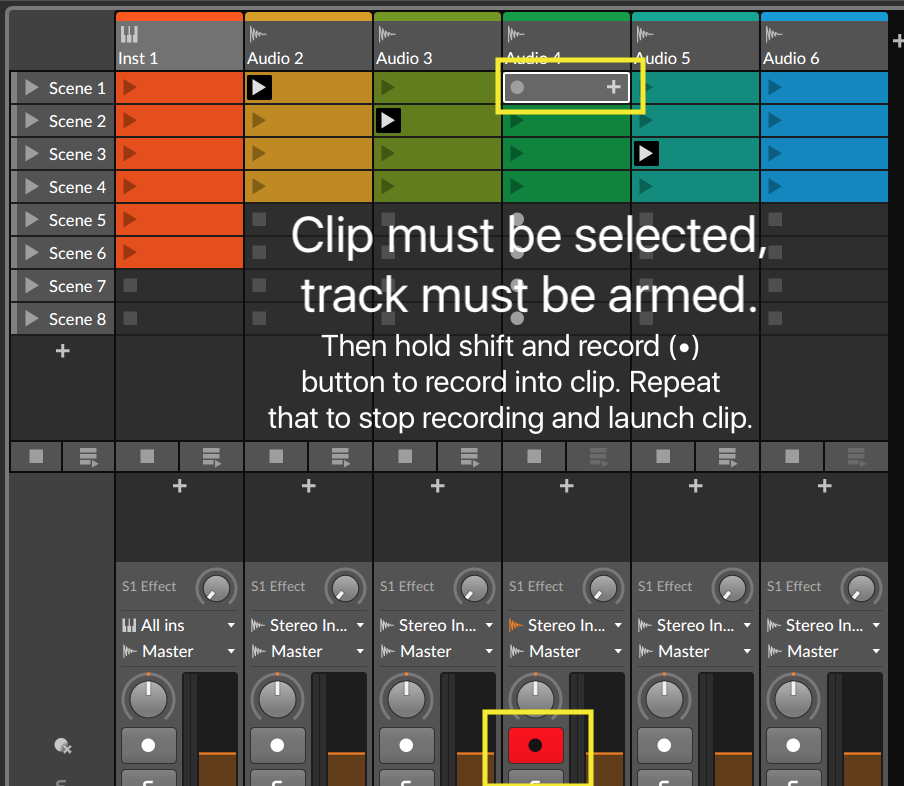 Inst 1
Audio 2
Audio 3
Audio 4
Audio 5
Audio 6
Scene 1
Scene 2
Scene 3
Scene 4
Scene 5
Scene 6
Scene 7
Scene 8
Clip must be selected,
track must be armed.
Then hold shift and record (•)
button to record into clip. Repeat
that to stop recording and launch clip.
S1 Effect
S1 Effect
S1 Effect
S1 Effect
S1 Effect
S1 Effect
All ins
Stereo In...
Stereo In...
Stereo In...
Stereo In...
Stereo In...
Master
Master
Master
Master
Master
Master